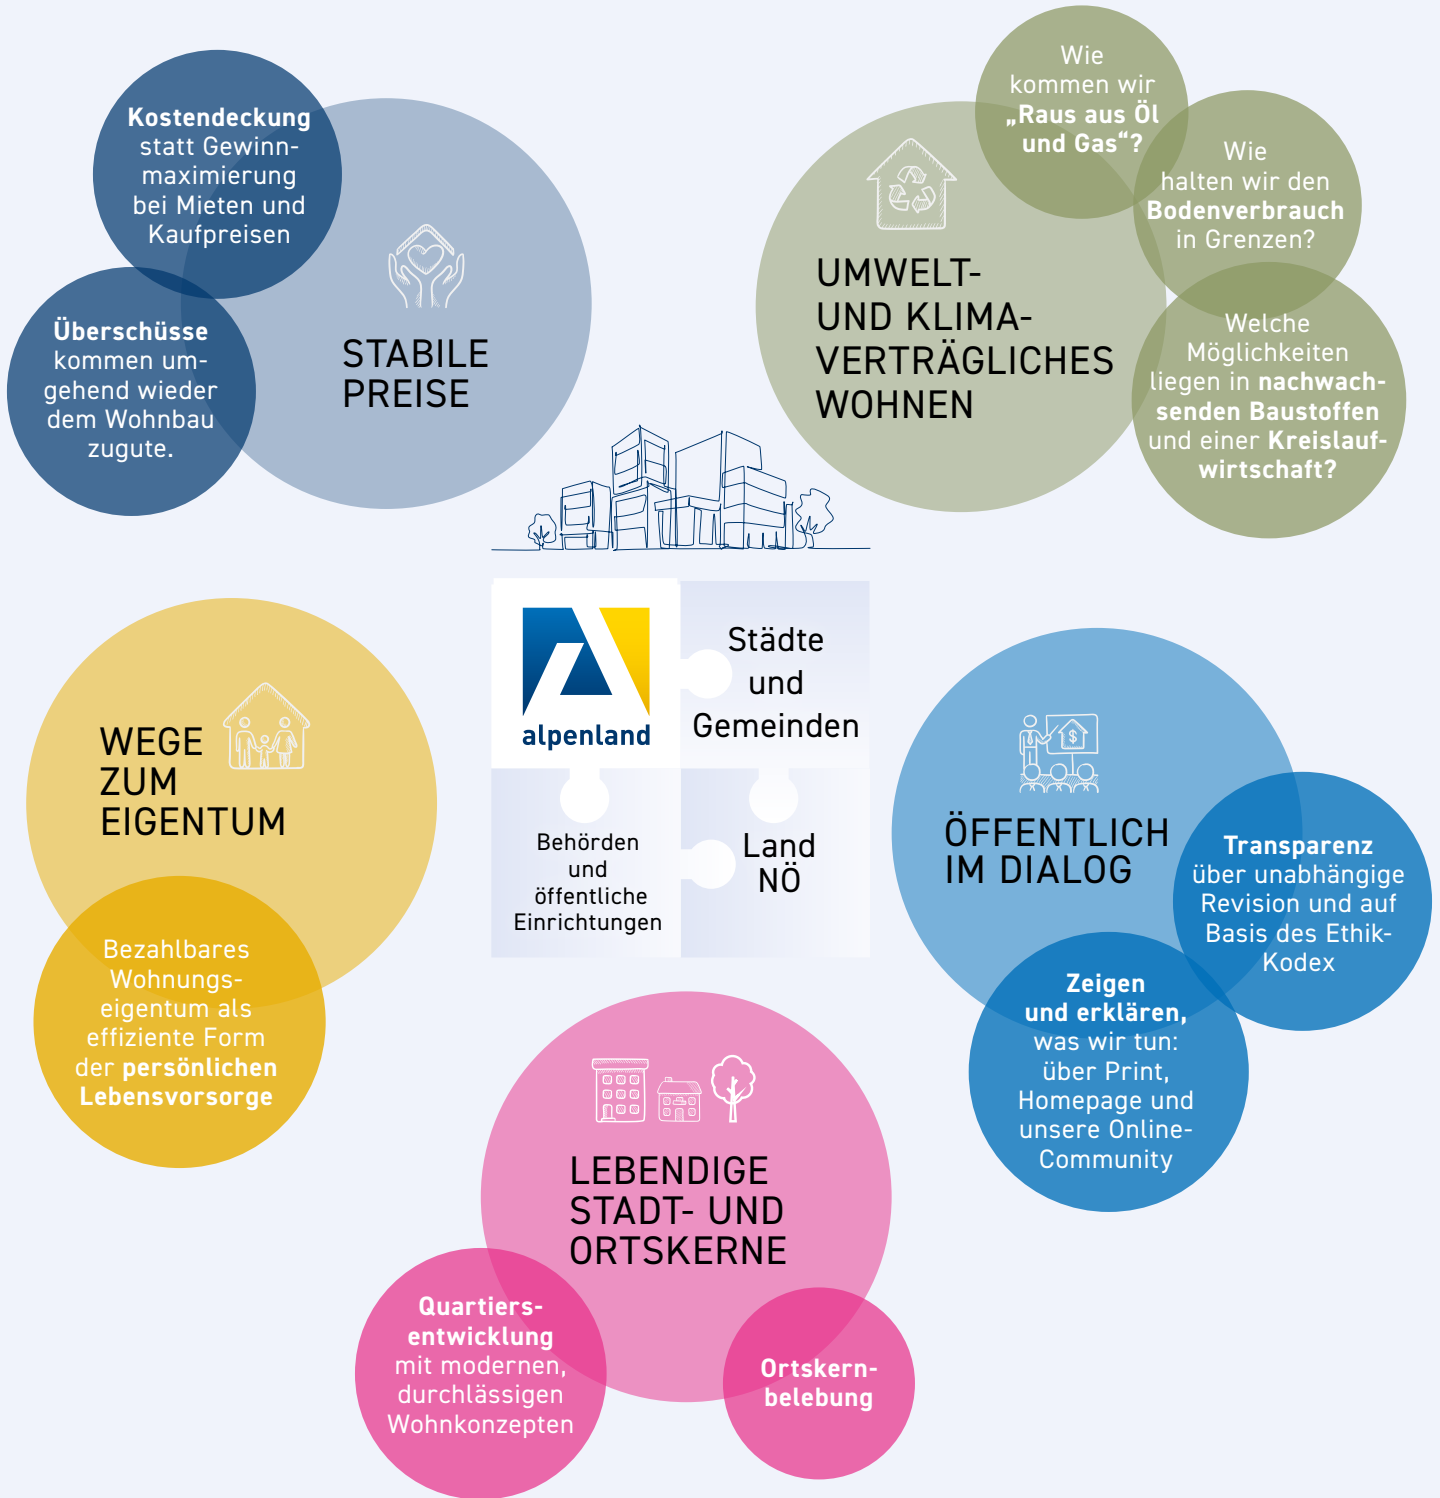 Kostendeckung
statt Gewinn-
maximierung
bei Mieten und
Kaufpreisen
Überschüsse
kommen um-
gehend wieder
dem Wohnbau
zugute.
STABILE
PREISE
Wie
kommen wir
„Raus aus Öl
und Gas“?
Wie
halten wir den
Bodenverbrauch
in Grenzen?
Welche
Möglichkeiten
liegen in nachwach-
senden Baustoffen
und einer Kreislauf-
wirtschaft?
UMWELT-
UND KLIMA-
VERTRÄGLICHES
WOHNEN
alpenland
Städte
und
Gemeinden
Behörden
und
öffentliche
Einrichtungen
Land
NÖ
WEGE
ZUM
EIGENTUM
Bezahlbares
Wohnungs-
eigentum als
effiziente Form
der persönlichen
Lebensvorsorge
$
ÖFFENTLICH
IM DIALOG
Transparenz
über unabhängige
Revision und auf
Basis des Ethik-
Kodex
Zeigen
und erklären,
was wir tun:
über Print,
Homepage und
unsere Online-
Community
LEBENDIGE
STADT- UND
ORTSKERNE
Quartiers-
entwicklung
mit modernen,
durchlässigen
Wohnkonzepten
Ortskern-
belebung